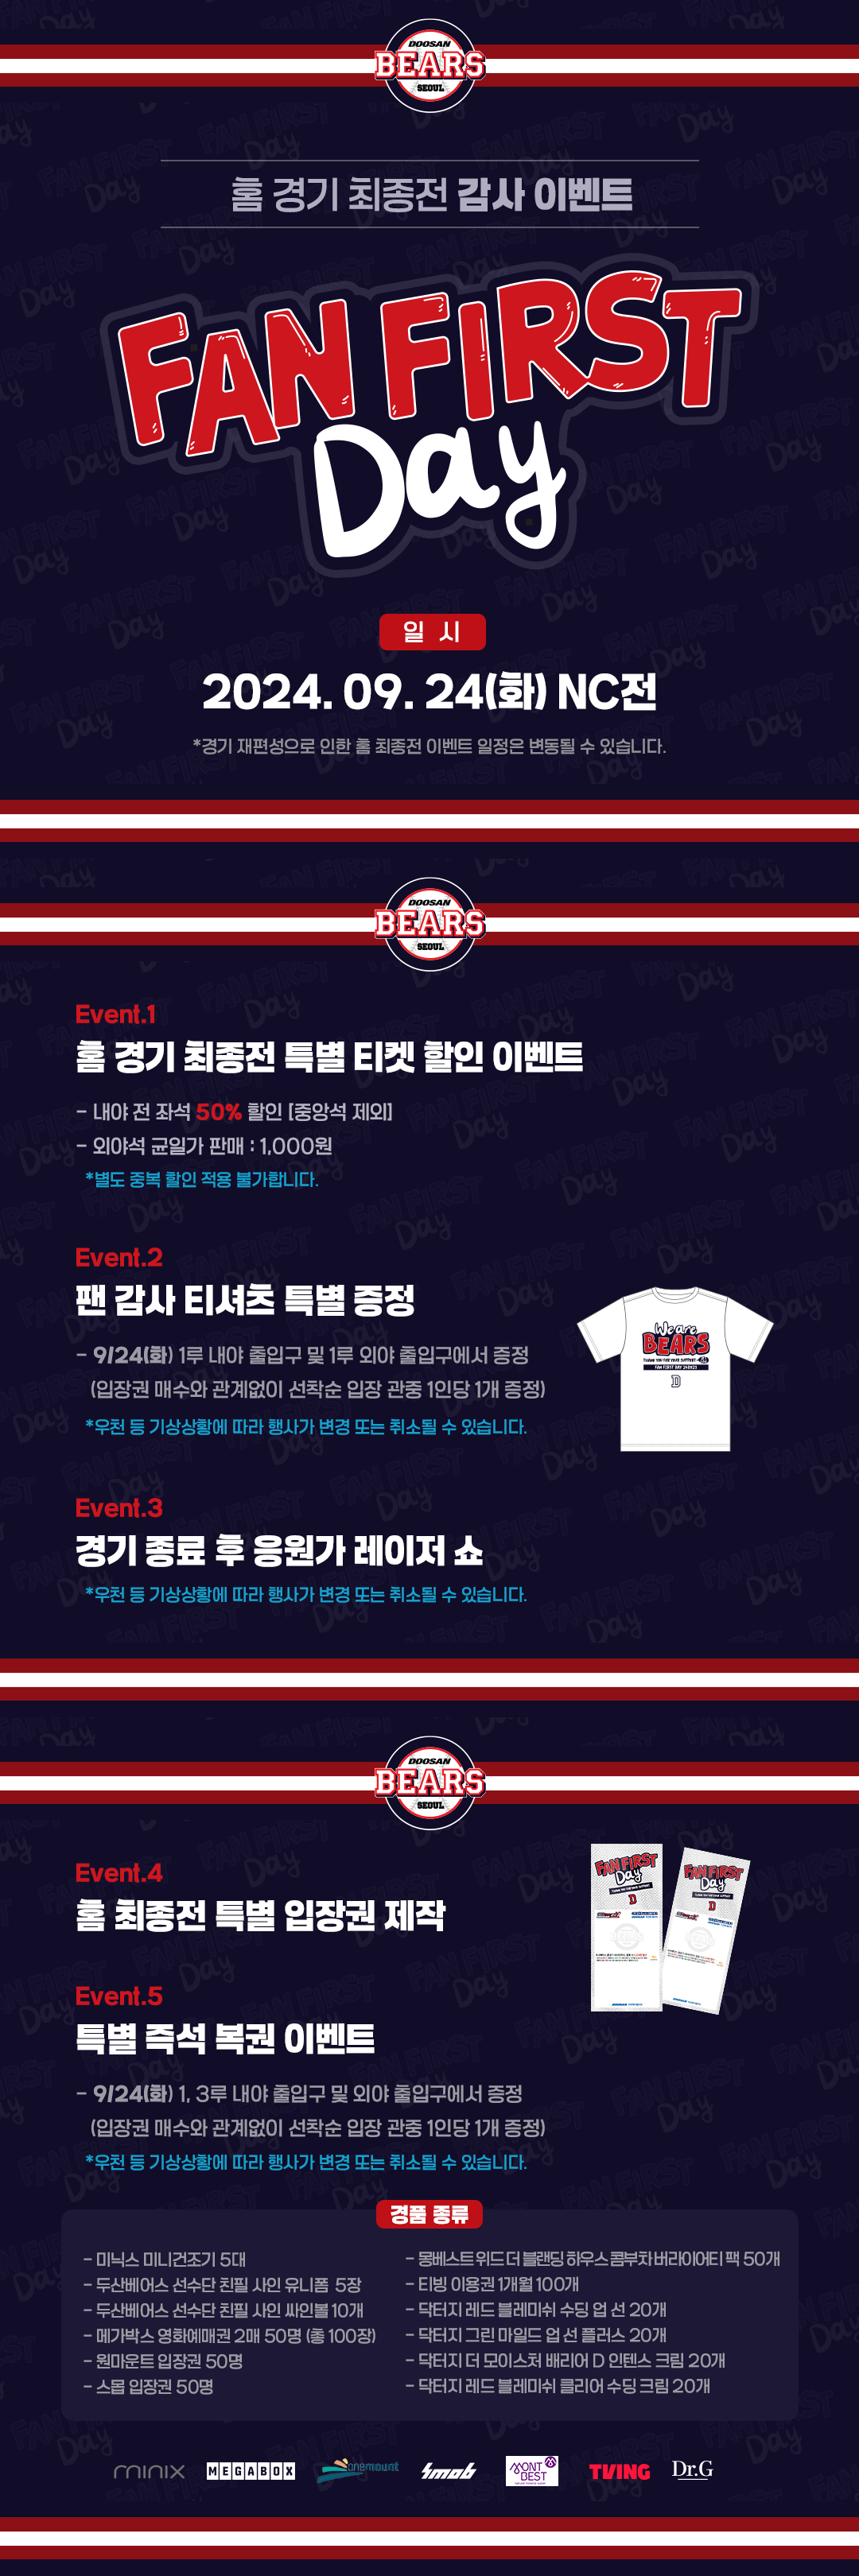 DOOSAN
BEARS
SEOUL
홈 경기 최종전 감사 이벤트
FAN FIRST
Day
일 시
2024. 09. 24(화) NC전
*경기 재편성으로 인한 홈 최종전 이벤트 일정은 변동될 수 있습니다.
DOOSAN
BEARS
SEOUL
Event.1
홈 경기 최종전 특별 티켓 할인 이벤트
- 내야 전 좌석 50% 할인 [중앙석 제외]
- 외야석 균일가 판매 : 1,000원
*별도 중복 할인 적용 불가합니다.
Event.2
팬 감사 티셔츠 특별 증정
- 9/24(화) 1루 내야 출입구 및 1루 외야 출입구에서 증정
(입장권 매수와 관계없이 선착순 입장 관중 1인당 1개 증정)
*우천 등 기상상황에 따라 행사가 변경 또는 취소될 수 있습니다.
We are
BEARS
THANK YOU FOR YOUR SUPPORT
D
Event.3
경기 종료 후 응원가 레이저 쇼
*우천 등 기상상황에 따라 행사가 변경 또는 취소될 수 있습니다.
DOOSAN
BEARS
SEOUL
Event.4
홈 최종전 특별 입장권 제작
FAN FIRST
Day
D
FAN FIRST
Day
D
Event.5
특별 즉석 복권 이벤트
- 9/24(화) 1, 3루 내야 출입구 및 외야 출입구에서 증정
(입장권 매수와 관계없이 선착순 입장 관중 1인당 1개 증정)
*우천 등 기상상황에 따라 행사가 변경 또는 취소될 수 있습니다.
경품 종류
- 미닉스 미니건조기 5대
- 두산베어스 선수단 친필 사인 유니폼 5장
- 두산베어스 선수단 친필 사인 싸인볼 10개
- 메가박스 영화예매권 2매 50명 (총 100장)
- 원마운트 입장권 50명
- 스몹 입장권 50명
- 몽베스트 위드 더 블랜딩 하우스 콤부차 버라이어티 팩 50개
- 티빙 이용권 1개월 100개
- 닥터지 레드 블레미쉬 수딩 업 선 20개
- 닥터지 그린 마일드 업 선 플러스 20개
- 닥터지 더 모이스처 배리어 D 인텐스 크림 20개
- 닥터지 레드 블레미쉬 클리어 수딩 크림 20개
minix
MEGABOX
onemount
smob
MONT
BEST
TVING
Dr.G